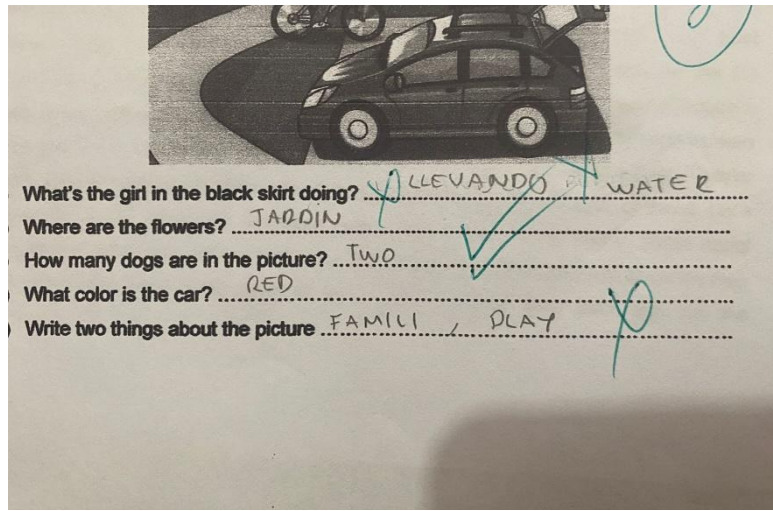 What's the girl in the black skirt doing? LLEVANDO WATER
Where are the flowers? JARDIN
How many dogs are in the picture? TWO
What color is the car? RED
Write two things about the picture FAMILI, PLAY